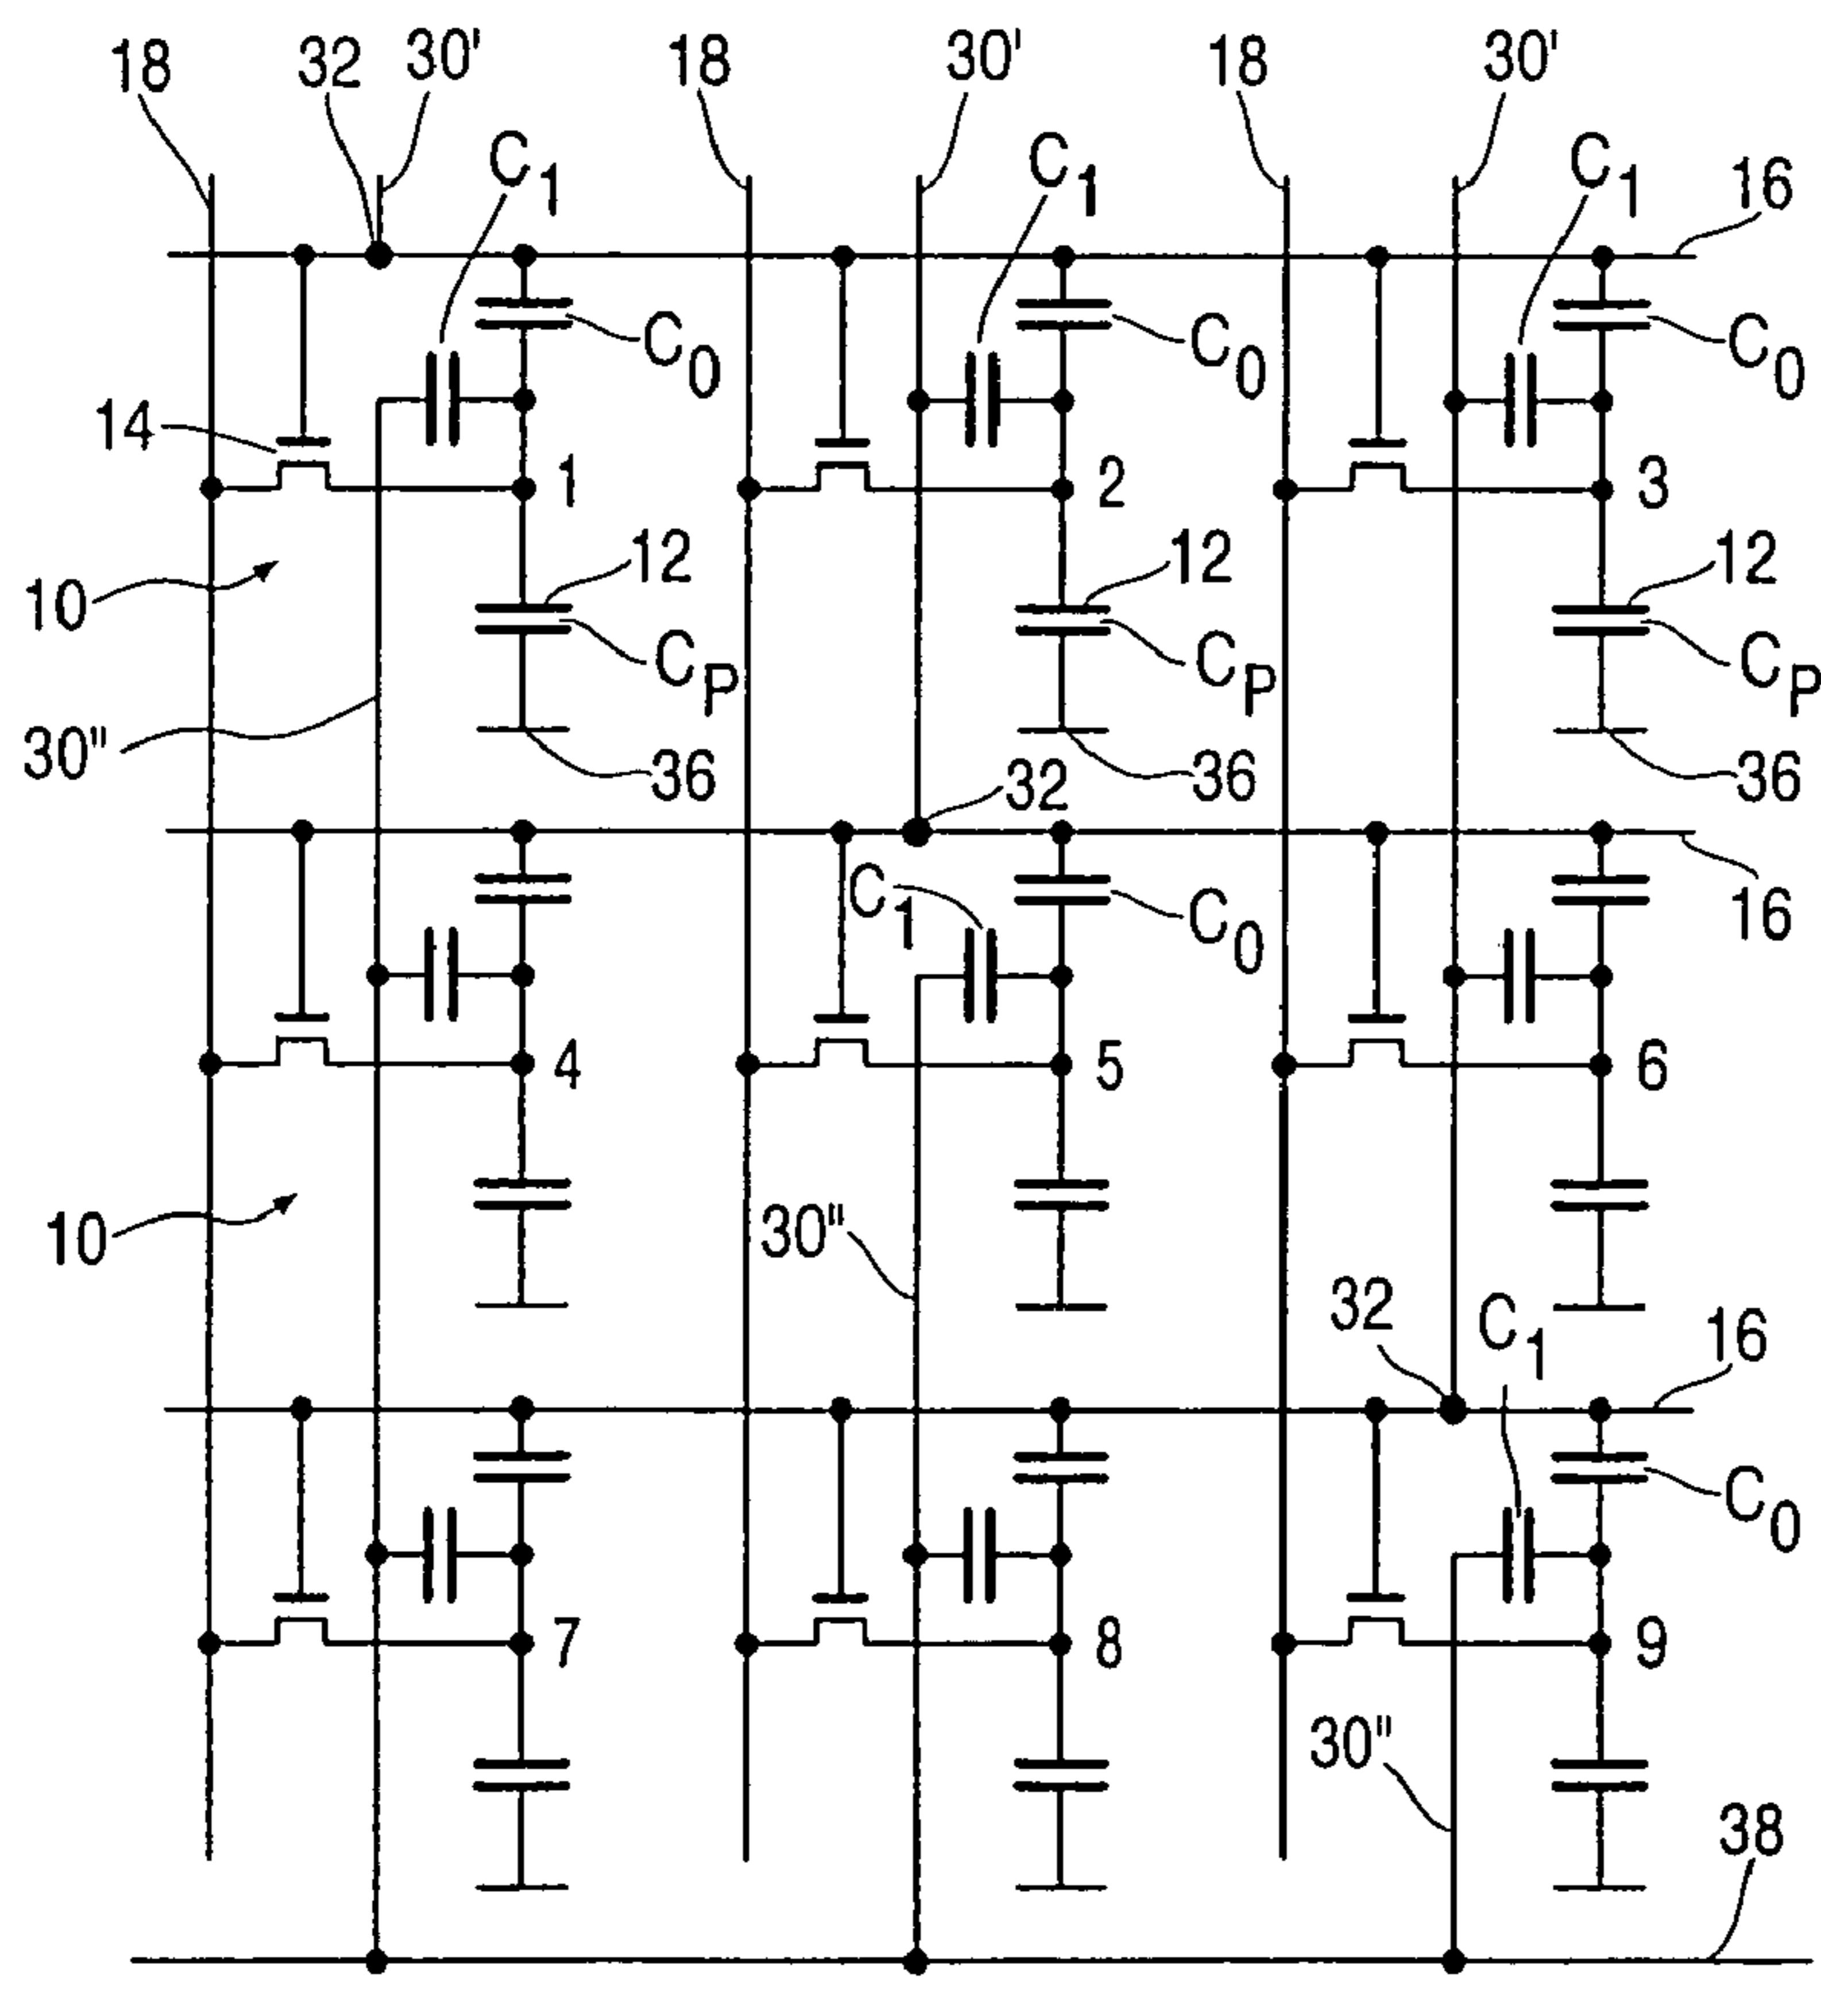 18 32 30' 18 30' 18 30'
C1 C1 C1 16
C0 C0 C0
14
1 2 3
12 12 12
10
CP CP CP
30" 36 36 36
32
C1 C0 16
4 5 6
10 30"
32 C1 16
C0
7 8 9
30"
38